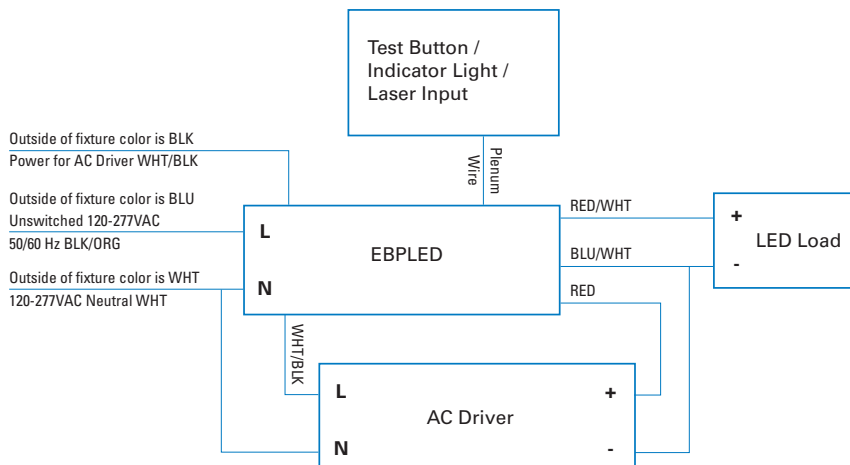 Test Button /
Indicator Light /
Laser Input
Outside of fixture color is BLK
Power for AC Driver WHT/BLK
Plenum
Wire
Outside of fixture color is BLU
Unswitched 120-277VAC
50/60 Hz BLK/ORG
Outside of fixture color is WHT
120-277VAC Neutral WHT
L
N
EBPLED
RED/WHT
BLU/WHT
RED
+
-
LED Load
WHT/BLK
L
N
AC Driver
+
-